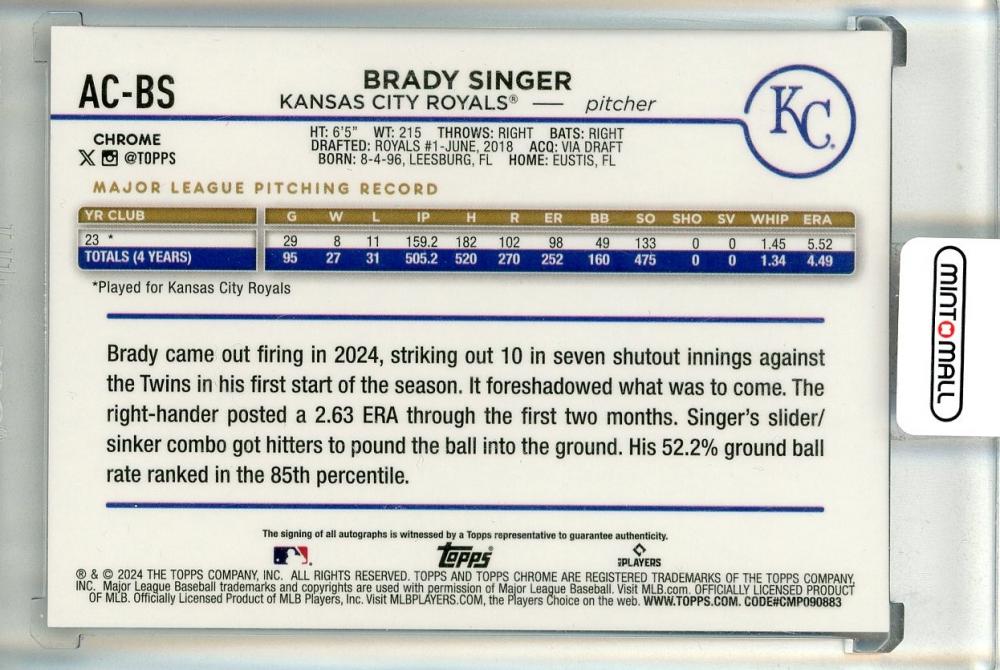 AC-BS
BRADY SINGER
KANSAS CITY ROYALS® — pitcher
KC
CHROME
@TOPPS
HT: 6'5" WT: 215 THROWS: RIGHT BATS: RIGHT
DRAFTED: ROYALS #1-JUNE, 2018 ACQ: VIA DRAFT
BORN: 8-4-96, LEESBURG, FL HOME: EUSTIS, FL
MAJOR LEAGUE PITCHING RECORD
YR CLUB G W L IP H R ER BB SO SHO SV WHIP ERA
23 * 29 8 11 159.2 182 102 98 49 133 0 0 1.45 5.52
TOTALS (4 YEARS) 95 27 31 505.2 520 270 252 160 475 0 0 1.34 4.49
*Played for Kansas City Royals
Brady came out firing in 2024, striking out 10 in seven shutout innings against
the Twins in his first start of the season. It foreshadowed what was to come. The
right-hander posted a 2.63 ERA through the first two months. Singer's slider/
sinker combo got hitters to pound the ball into the ground. His 52.2% ground ball
rate ranked in the 85th percentile.
The signing of all autographs is witnessed by a Topps representative to guarantee authenticity.
topps
PLAYERS
® & © 2024 THE TOPPS COMPANY, INC. ALL RIGHTS RESERVED. TOPPS AND TOPPS CHROME ARE REGISTERED TRADEMARKS OF THE TOPPS COMPANY,
INC. Major League Baseball trademarks and copyrights are used with permission of Major League Baseball. Visit MLB.com. OFFICIALLY LICENSED PRODUCT
OF MLB. Officially Licensed Product of MLB Players, Inc. Visit MLBPLAYERS.COM, the Players Choice on the web. WWW.TOPPS.COM. CODE#CMP090883
MINTOMALL